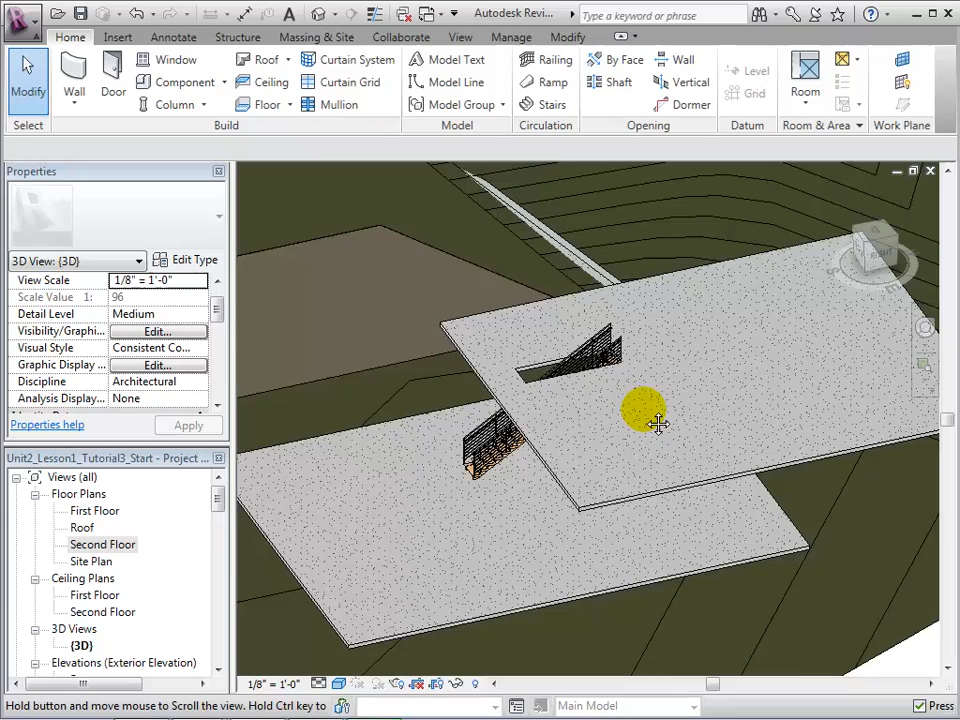 Autodesk Revi...
Type a keyword or phrase
Home Insert Annotate Structure Massing & Site Collaborate View Manage Modify
Modify
Wall
Door
Window
Component
Column
Roof
Ceiling
Floor
Curtain System
Curtain Grid
Mullion
Model Text
Model Line
Model Group
Railing
Ramp
Stairs
By Face
Shaft
Wall
Vertical
Dormer
Level
Grid
Room
Select Build Model Circulation Opening Datum Room & Area Work Plane
Properties
3D View: {3D} Edit Type
View Scale 1/8" = 1'-0"
Scale Value 1: 96
Detail Level Medium
Visibility/Graphi... Edit...
Visual Style Consistent Co...
Graphic Display ... Edit...
Discipline Architectural
Analysis Display... None
Properties help Apply
Unit2_Lesson1_Tutorial3_Start - Project ...
Views (all)
Floor Plans
First Floor
Roof
Second Floor
Site Plan
Ceiling Plans
First Floor
Second Floor
3D Views
{3D}
Elevations (Exterior Elevation)
RIGHT
1/8" = 1'-0"
Hold button and move mouse to Scroll the view. Hold Ctrl key to
Main Model
Press